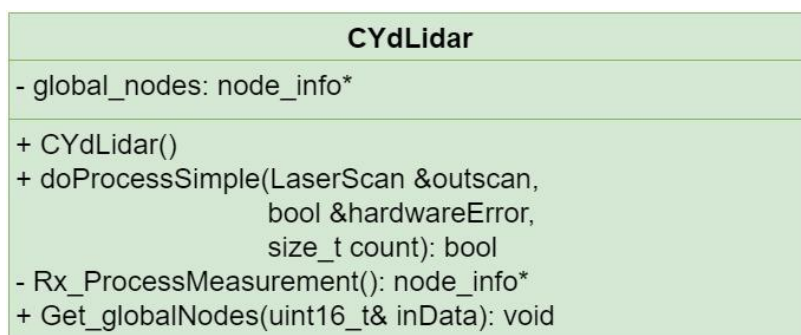 CYdLidar
- global_nodes: node_info*
+ CYdLidar()
+ doProcessSimple(LaserScan &outscan,
bool &hardwareError,
size_t count): bool
- Rx_ProcessMeasurement(): node_info*
+ Get_globalNodes(uint16_t& inData): void